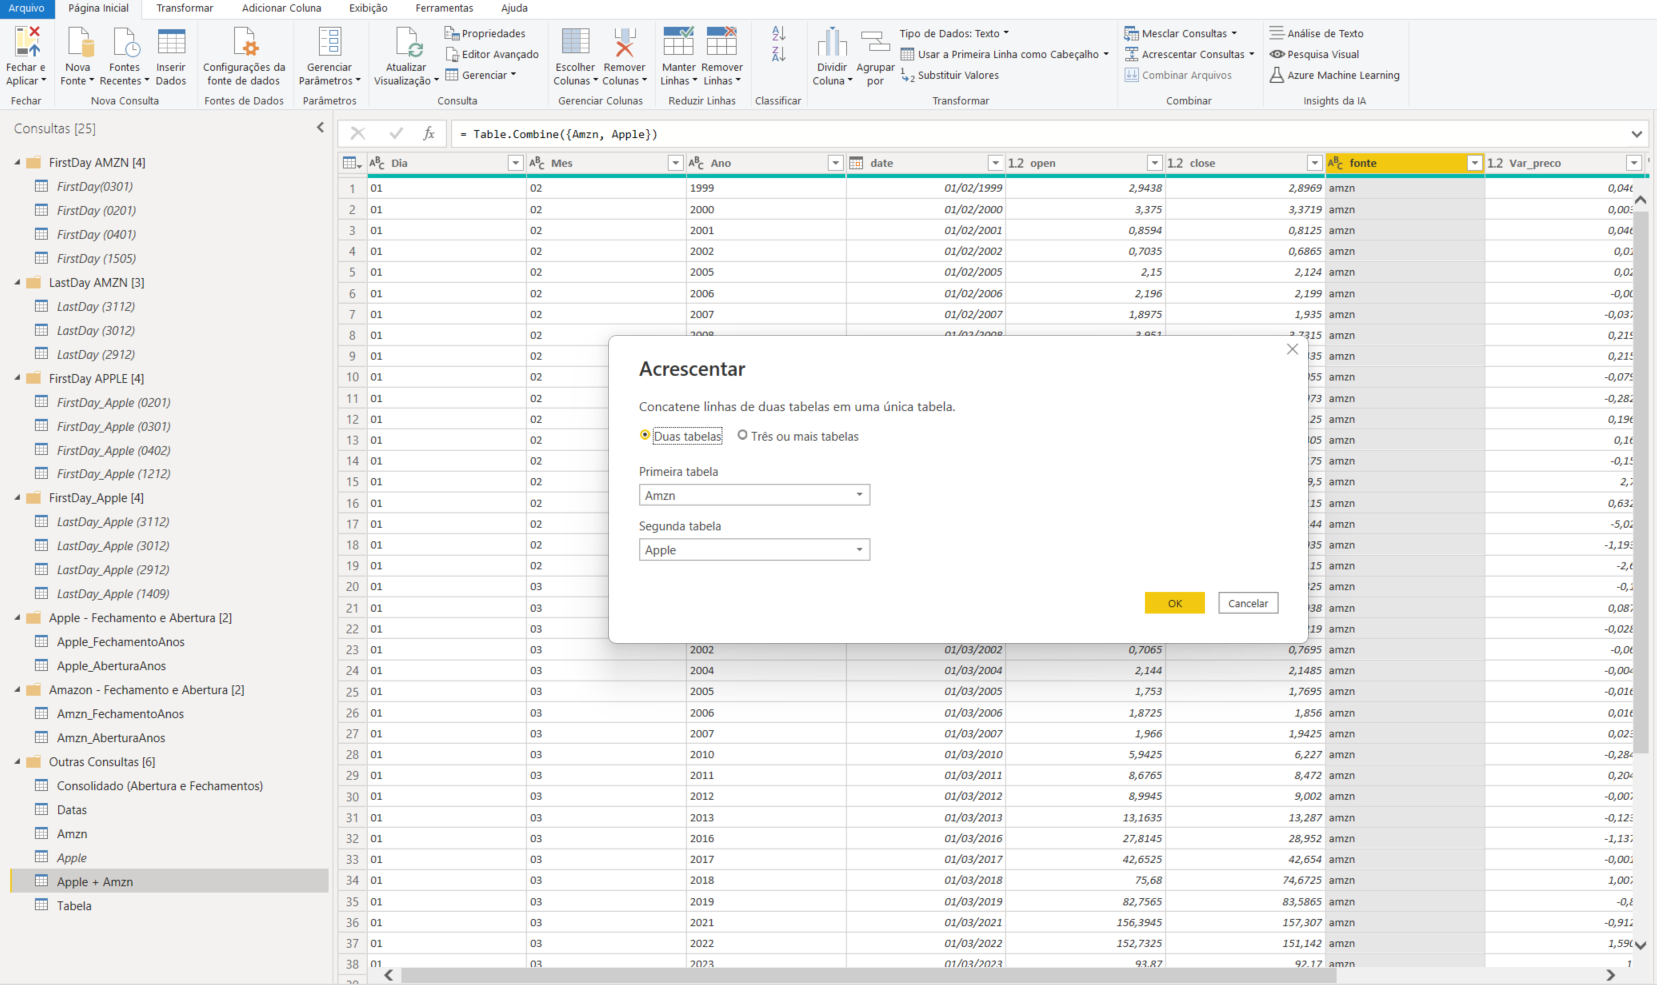 Arquivo Página Inicial Transformar Adicionar Coluna Exibição Ferramentas Ajuda
Fechar e Aplicar
Nova Fonte
Fontes Recentes
Inserir Dados
Configurações da fonte de dados
Gerenciar Parâmetros
Atualizar Visualização
Propriedades
Editor Avançado
Gerenciar
Escolher Colunas
Remover Colunas
Manter Linhas
Remover Linhas
Dividir Coluna
Agrupar por
Tipo de Dados: Texto
Usar a Primeira Linha como Cabeçalho
Substituir Valores
Mesclar Consultas
Acrescentar Consultas
Combinar Arquivos
Análise de Texto
Pesquisa Visual
Azure Machine Learning
Fechar Nova Consulta Fontes de Dados Parâmetros Consulta Gerenciar Colunas Reduzir Linhas Classificar Transformar Combinar Insights da IA
Consultas [25]
FirstDay AMZN [4]
FirstDay(0301)
FirstDay (0201)
FirstDay (0401)
FirstDay (1505)
LastDay AMZN [3]
LastDay (3112)
LastDay (3012)
LastDay (2912)
FirstDay APPLE [4]
FirstDay_Apple (0201)
FirstDay_Apple (0301)
FirstDay_Apple (0402)
FirstDay_Apple (1212)
FirstDay_Apple [4]
LastDay_Apple (3112)
LastDay_Apple (3012)
LastDay_Apple (2912)
LastDay_Apple (1409)
Apple - Fechamento e Abertura [2]
Apple_FechamentoAnos
Apple_AberturaAnos
Amazon - Fechamento e Abertura [2]
Amzn_FechamentoAnos
Amzn_AberturaAnos
Outras Consultas [6]
Consolidado (Abertura e Fechamentos)
Datas
Amzn
Apple
Apple + Amzn
Tabela
fx = Table.Combine({Amzn, Apple})
ABC Dia ABC Mes ABC Ano date 1.2 open 1.2 close ABC fonte 1.2 Var_preco
1 01 02 1999 01/02/1999 2,9438 2,8969 amzn 0,046
2 01 02 2000 01/02/2000 3,375 3,3719 amzn 0,003
3 01 02 2001 01/02/2001 0,8594 0,8125 amzn 0,046
4 01 02 2002 01/02/2002 0,7035 0,6865 amzn 0,01
5 01 02 2005 01/02/2005 2,15 2,124 amzn 0,02
6 01 02 2006 01/02/2006 2,196 2,199 amzn -0,00
7 01 02 2007 01/02/2007 1,8975 1,935 amzn -0,037
8 01 02 2008 01/02/2008 3,951 3,7315 amzn 0,219
9 01 02 35 amzn 0,215
10 01 02 55 amzn -0,079
11 01 02 73 amzn -0,282
12 01 02 25 amzn 0,196
13 01 02 05 amzn 0,16
14 01 02 75 amzn -0,15
15 01 02 9,5 amzn 2,7
16 01 02 15 amzn 0,632
17 01 02 44 amzn -5,02
18 01 02 35 amzn -1,193
19 01 02 15 amzn -2,6
20 01 03 25 amzn -0,1
21 01 03 38 amzn 0,087
22 01 03 19 amzn -0,028
23 01 03 2002 01/03/2002 0,7065 0,7695 amzn -0,06
24 01 03 2004 01/03/2004 2,144 2,1485 amzn -0,004
25 01 03 2005 01/03/2005 1,753 1,7695 amzn -0,016
26 01 03 2006 01/03/2006 1,8725 1,856 amzn 0,016
27 01 03 2007 01/03/2007 1,966 1,9425 amzn 0,023
28 01 03 2010 01/03/2010 5,9425 6,227 amzn -0,284
29 01 03 2011 01/03/2011 8,6765 8,472 amzn 0,204
30 01 03 2012 01/03/2012 8,9945 9,002 amzn -0,007
31 01 03 2013 01/03/2013 13,1635 13,287 amzn -0,123
32 01 03 2016 01/03/2016 27,8145 28,952 amzn -1,137
33 01 03 2017 01/03/2017 42,6525 42,654 amzn -0,001
34 01 03 2018 01/03/2018 75,68 74,6725 amzn 1,007
35 01 03 2019 01/03/2019 82,7565 83,5865 amzn -0,8
36 01 03 2021 01/03/2021 156,3945 157,307 amzn -0,912
37 01 03 2022 01/03/2022 152,7325 151,142 amzn 1,590
38 01 03 2023 01/03/2023 93,87 92,17 amzn 1
Acrescentar
Concatene linhas de duas tabelas em uma única tabela.
Duas tabelas Três ou mais tabelas
Primeira tabela
Amzn
Segunda tabela
Apple
OK Cancelar